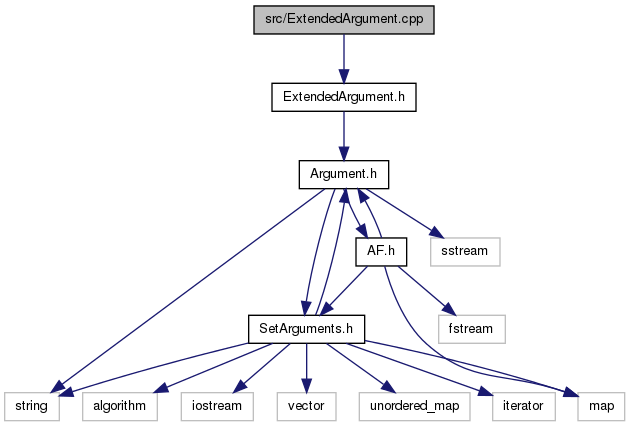 src/ExtendedArgument.cpp
ExtendedArgument.h
Argument.h
AF.h
sstream
SetArguments.h
fstream
string
algorithm
iostream
vector
unordered_map
iterator
map